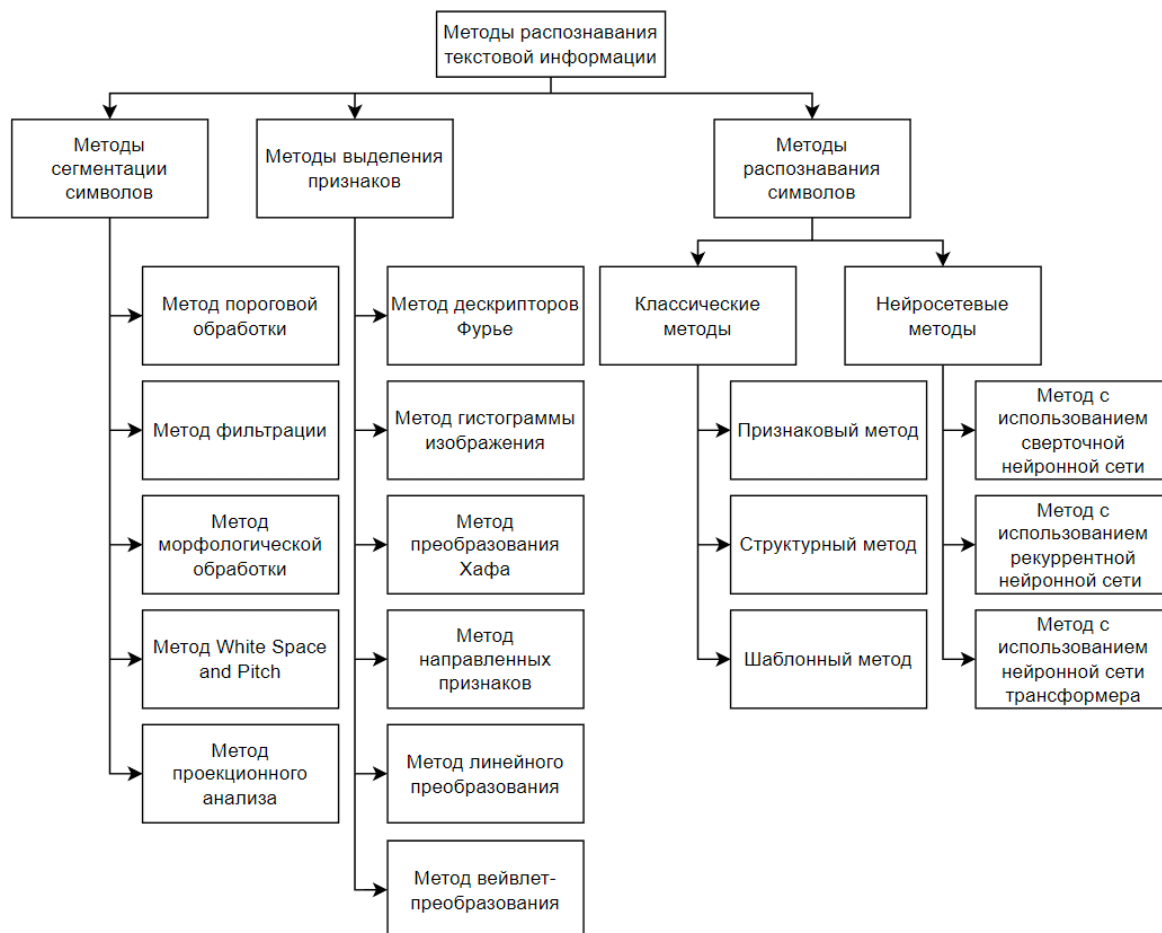 Методы распознавания
текстовой информации
Методы
сегментации
символов
Методы выделения
признаков
Методы
распознавания
символов
Метод пороговой
обработки
Метод дескрипторов
Фурье
Классические
методы
Нейросетевые
методы
Метод фильтрации
Метод гистограммы
изображения
Признаковый метод
Метод с
использованием
сверточной
нейронной сети
Метод
морфологической
обработки
Метод
преобразования
Хафа
Структурный метод
Метод с
использованием
рекуррентной
нейронной сети
Метод White Space
and Pitch
Метод
направленных
признаков
Шаблонный метод
Метод с
использованием
нейронной сети
трансформера
Метод
проекционного
анализа
Метод линейного
преобразования
Метод вейвлет-
преобразования